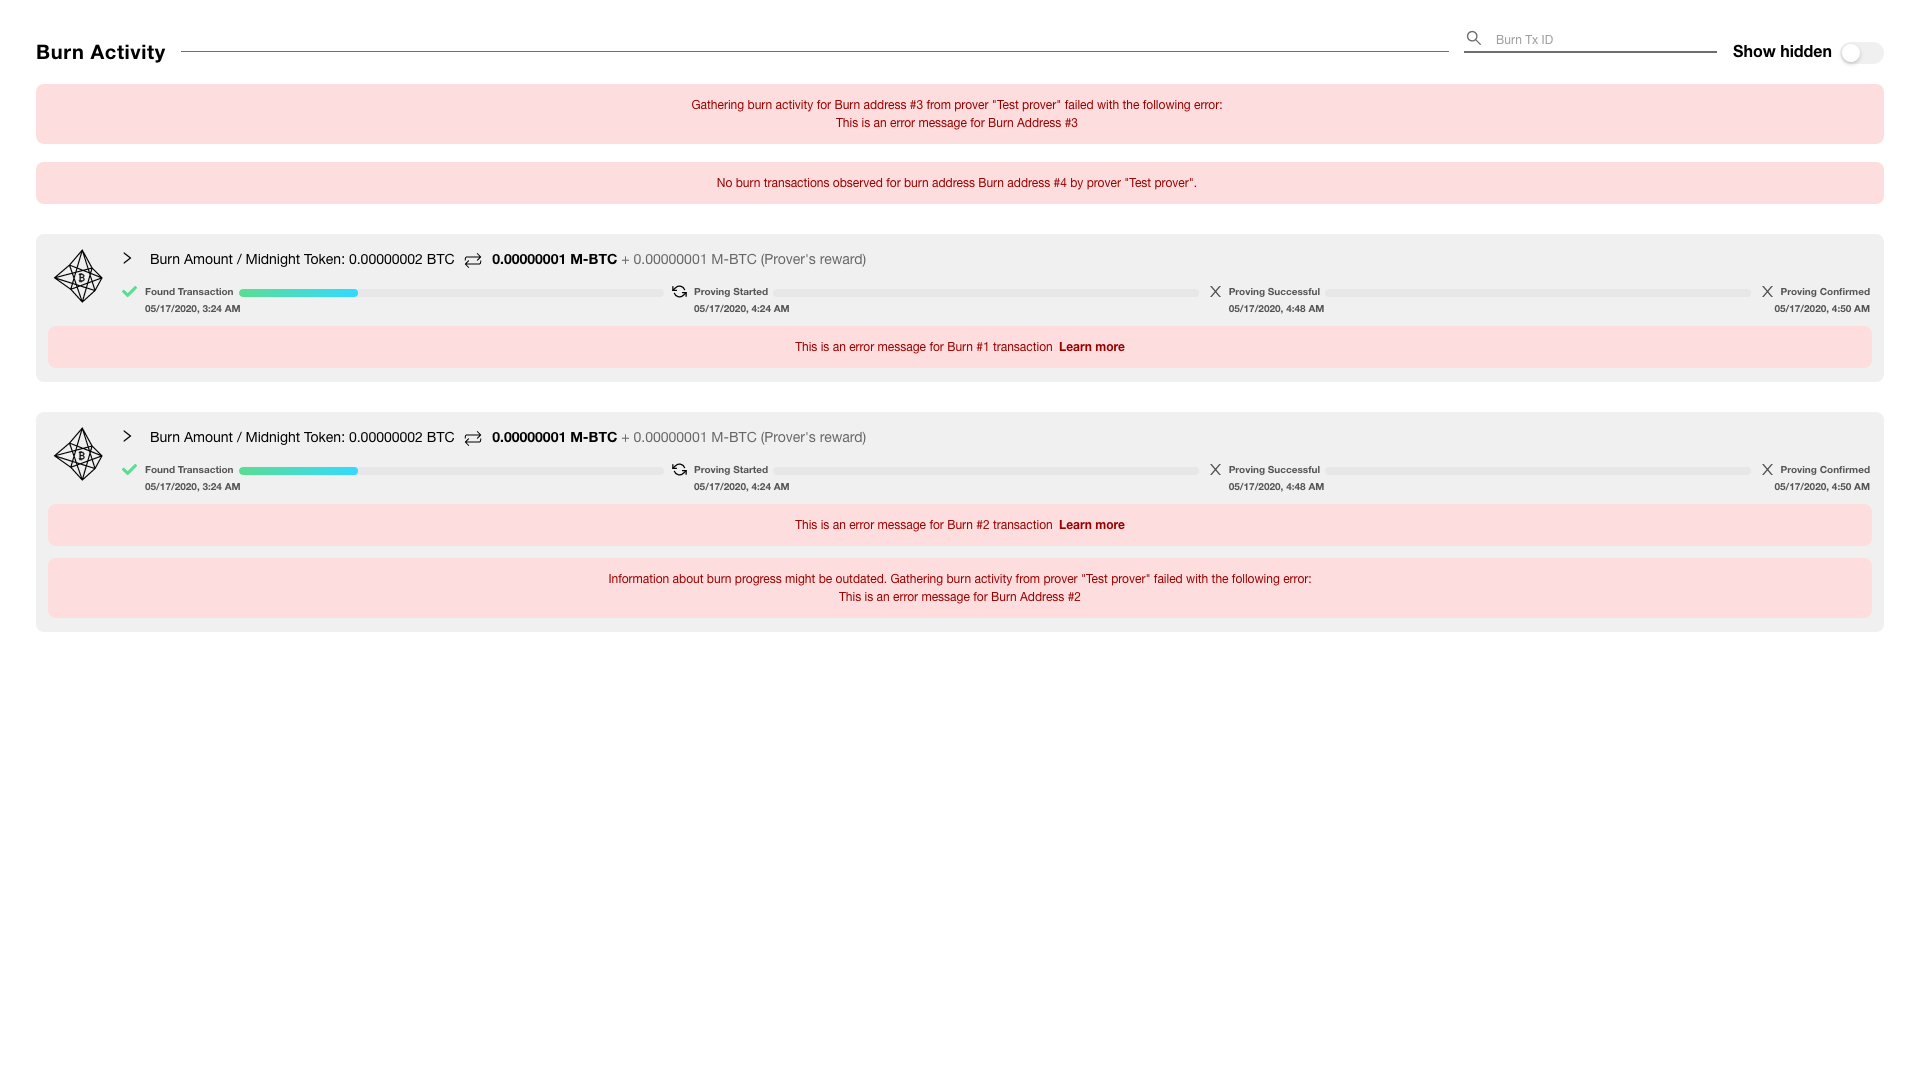 Burn Activity
Burn Tx ID
Show hidden
Gathering burn activity for Burn address #3 from prover "Test prover" failed with the following error:
This is an error message for Burn Address #3
No burn transactions observed for burn address Burn address #4 by prover "Test prover".
Burn Amount / Midnight Token: 0.00000002 BTC 0.00000001 M-BTC + 0.00000001 M-BTC (Prover's reward)
Found Transaction Proving Started Proving Successful Proving Confirmed
05/17/2020, 3:24 AM 05/17/2020, 4:24 AM 05/17/2020, 4:48 AM 05/17/2020, 4:50 AM
This is an error message for Burn #1 transaction Learn more
Burn Amount / Midnight Token: 0.00000002 BTC 0.00000001 M-BTC + 0.00000001 M-BTC (Prover's reward)
Found Transaction Proving Started Proving Successful Proving Confirmed
05/17/2020, 3:24 AM 05/17/2020, 4:24 AM 05/17/2020, 4:48 AM 05/17/2020, 4:50 AM
This is an error message for Burn #2 transaction Learn more
Information about burn progress might be outdated. Gathering burn activity from prover "Test prover" failed with the following error:
This is an error message for Burn Address #2